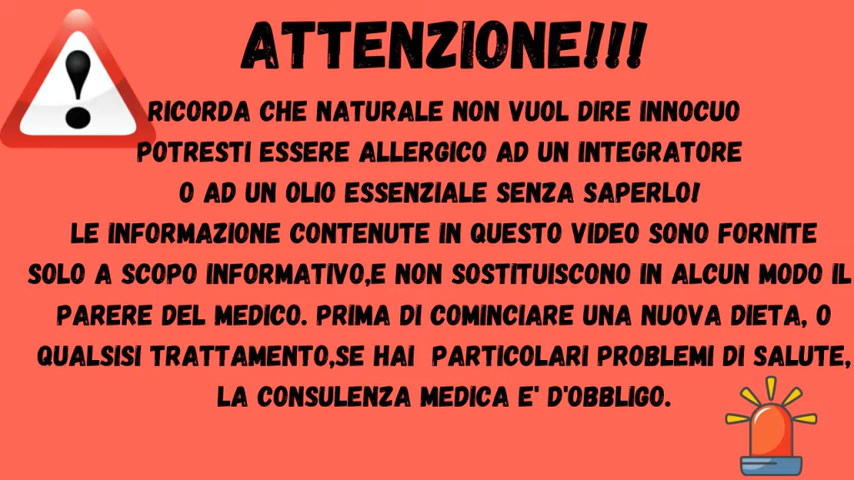 ATTENZIONE!!!
RICORDA CHE NATURALE NON VUOL DIRE INNOCUO
POTRESTI ESSERE ALLERGICO AD UN INTEGRATORE
O AD UN OLIO ESSENZIALE SENZA SAPERLO!
LE INFORMAZIONE CONTENUTE IN QUESTO VIDEO SONO FORNITE
SOLO A SCOPO INFORMATIVO,E NON SOSTITUISCONO IN ALCUN MODO IL
PARERE DEL MEDICO. PRIMA DI COMINCIARE UNA NUOVA DIETA, O
QUALSISI TRATTAMENTO,SE HAI PARTICOLARI PROBLEMI DI SALUTE,
LA CONSULENZA MEDICA E' D'OBBLIGO.